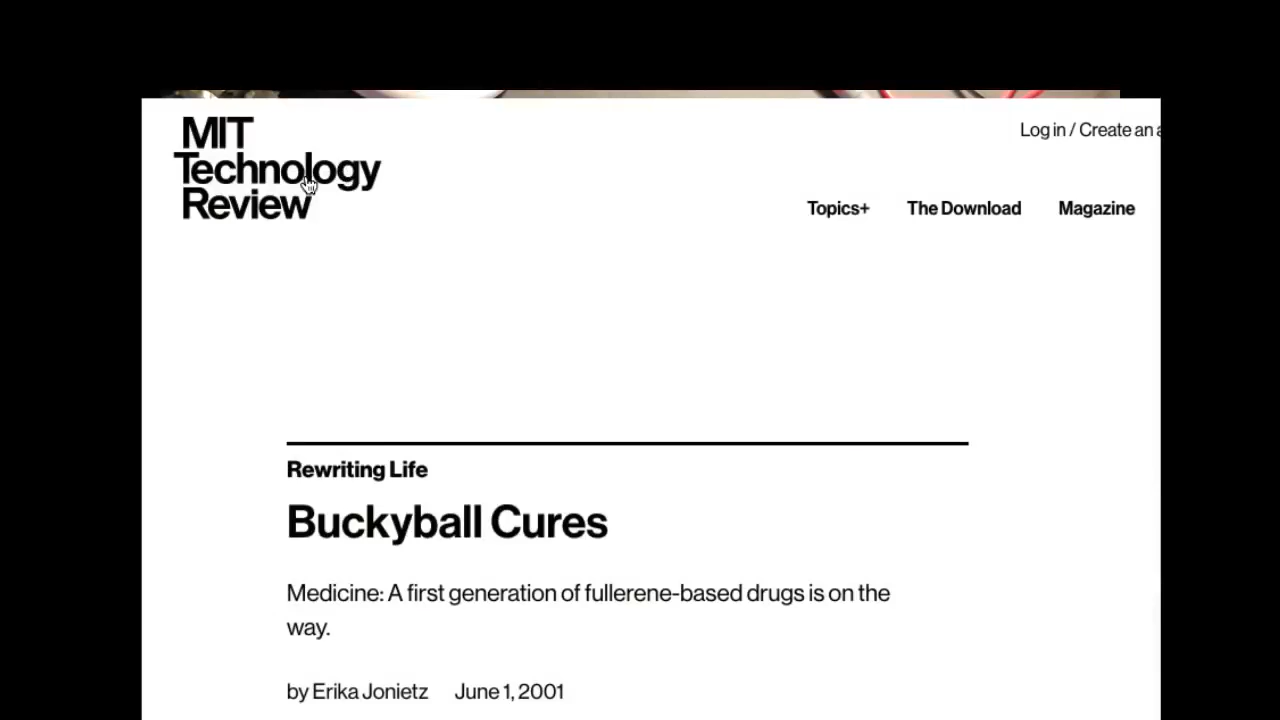 MIT
Technology
Review
Log in / Create an a
Topics+ The Download Magazine
Rewriting Life
Buckyball Cures
Medicine: A first generation of fullerene-based drugs is on the
way.
by Erika Jonietz June 1, 2001